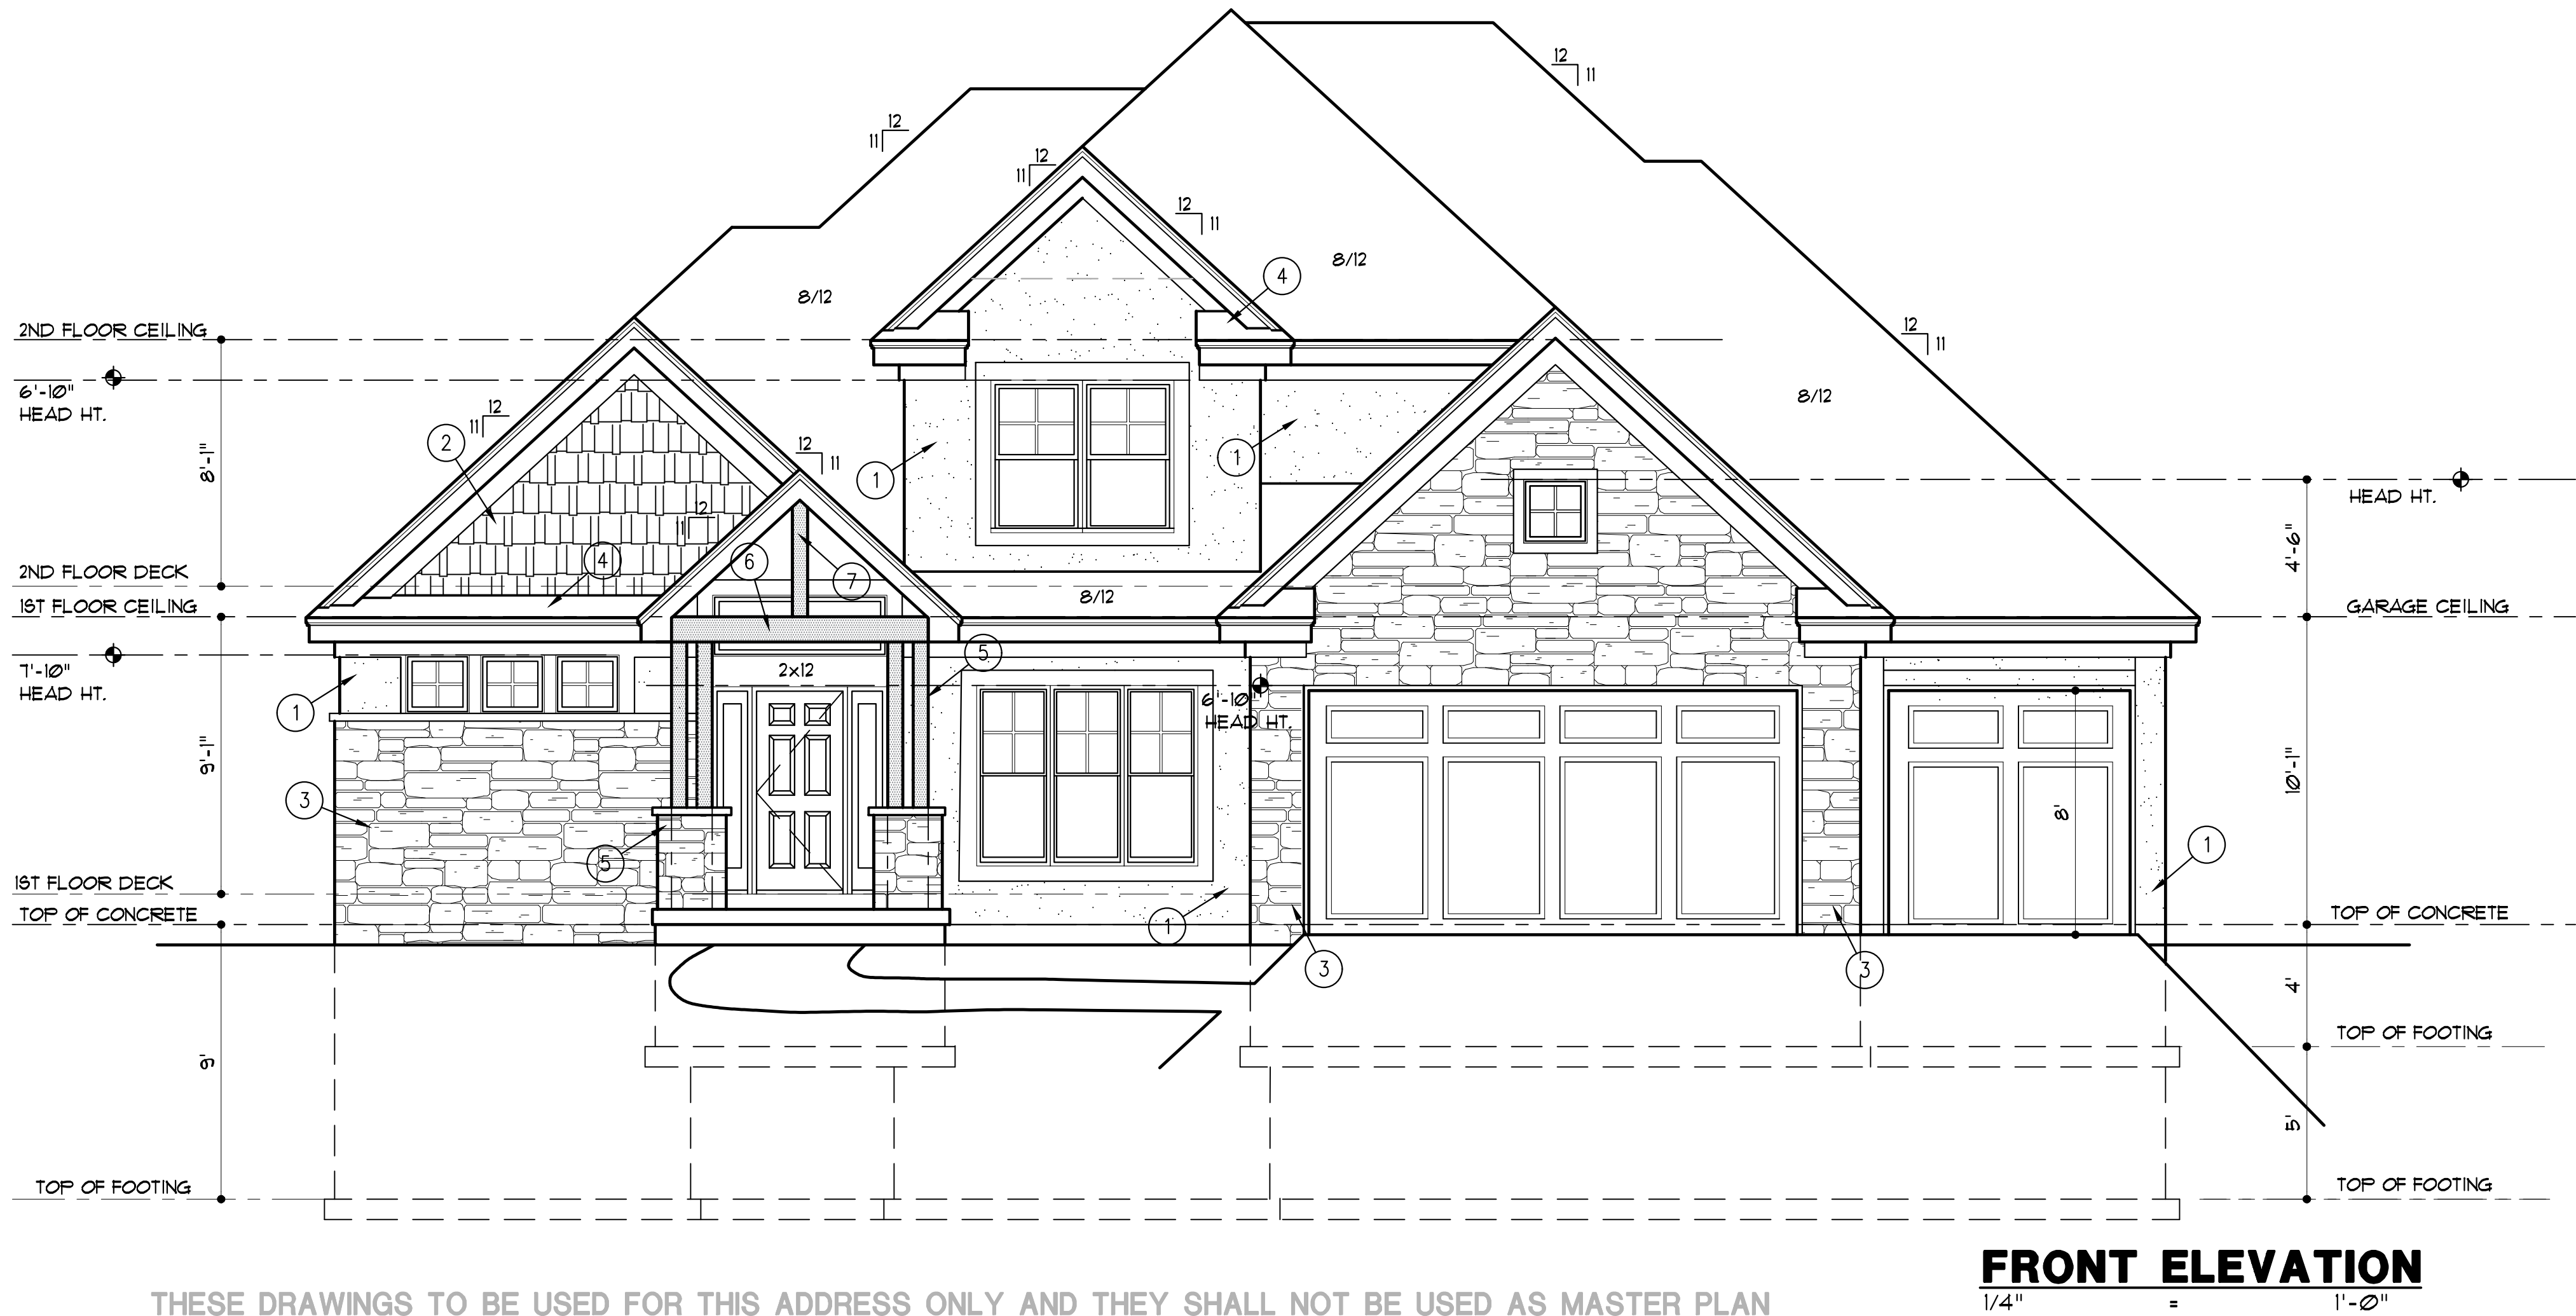 12
11
12
11
12
11
12
11
8/12
4
8/12
2ND FLOOR CEILING
12
11
6'-10"
HEAD HT.
8/12
12
11
2
12
11
8'-1"
1
1
HEAD HT.
12
11
4'-6"
6
4
7
2ND FLOOR DECK
8/12
1ST FLOOR CEILING
GARAGE CEILING
5
7'-10"
HEAD HT.
2x12
6'-10"
HEAD HT.
1
9'-1"
10'-1"
3
8'
1
5
1ST FLOOR DECK
TOP OF CONCRETE
TOP OF CONCRETE
1
3
3
4'
TOP OF FOOTING
9'
5'
TOP OF FOOTING
TOP OF FOOTING
FRONT ELEVATION
1/4" = 1'-0"
THESE DRAWINGS TO BE USED FOR THIS ADDRESS ONLY AND THEY SHALL NOT BE USED AS MASTER PLAN